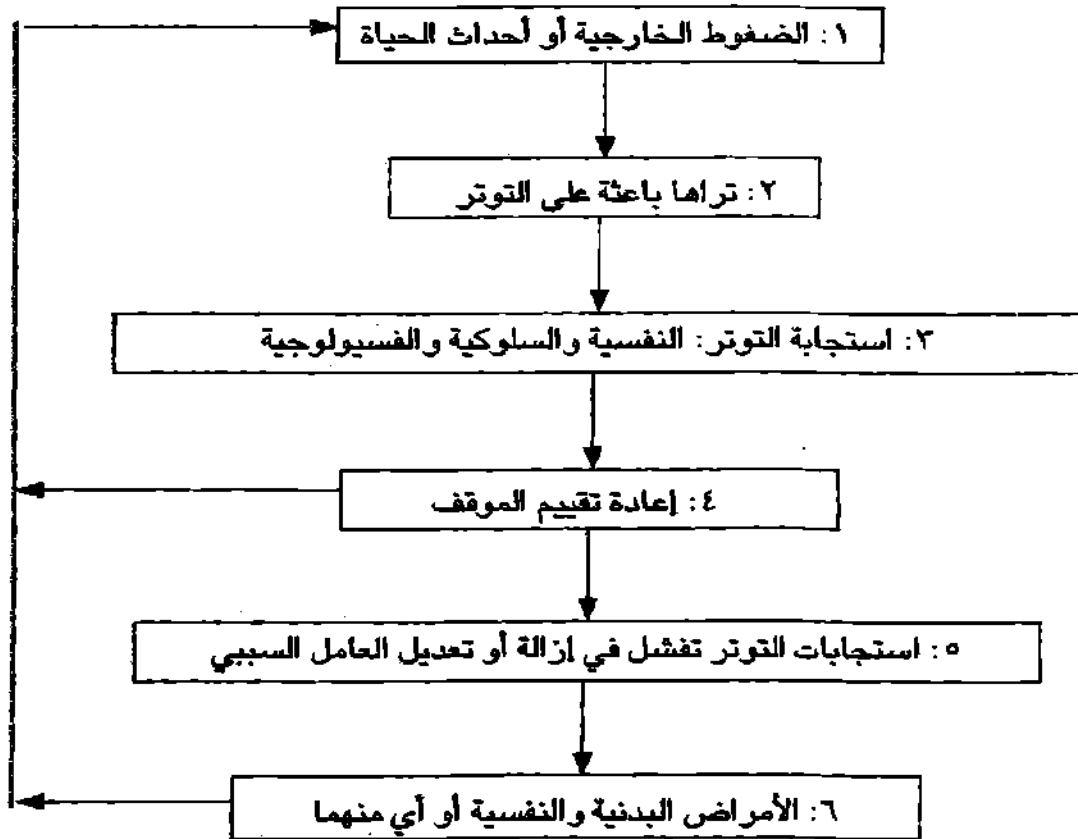 ١: الضغوط الخارجية أو أحداث الحياة
٢: تراها باعثة على التوتر
٣: استجابة التوتر: النفسية والسلوكية والفسيولوجية
٤: إعادة تقييم الموقف
٥: استجابات التوتر تفشل في إزالة أو تعديل العامل السببي
٦: الأمراض البدنية والنفسية أو أي منهما